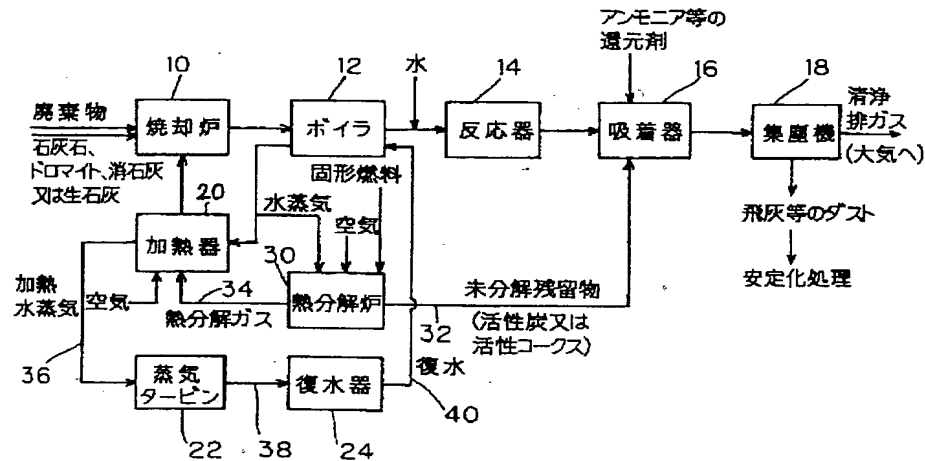 アンモニア等の
還元剤
10
12
水
14
16
18
廃棄物
焼却炉
ボイラ
反応器
吸着器
集塵機
清浄
排ガス
(大気へ)
石灰石、
ドロマイト、消石灰
又は生石灰
固形燃料
20
水蒸気
空気
飛灰等のダスト
加熱器
30
安定化処理
加熱
水蒸気
空気
34
熱分解ガス
熱分解炉
32
未分解残留物
(活性炭又は
活性コークス)
36
蒸気
タービン
復水器
復水
40
22
38
24